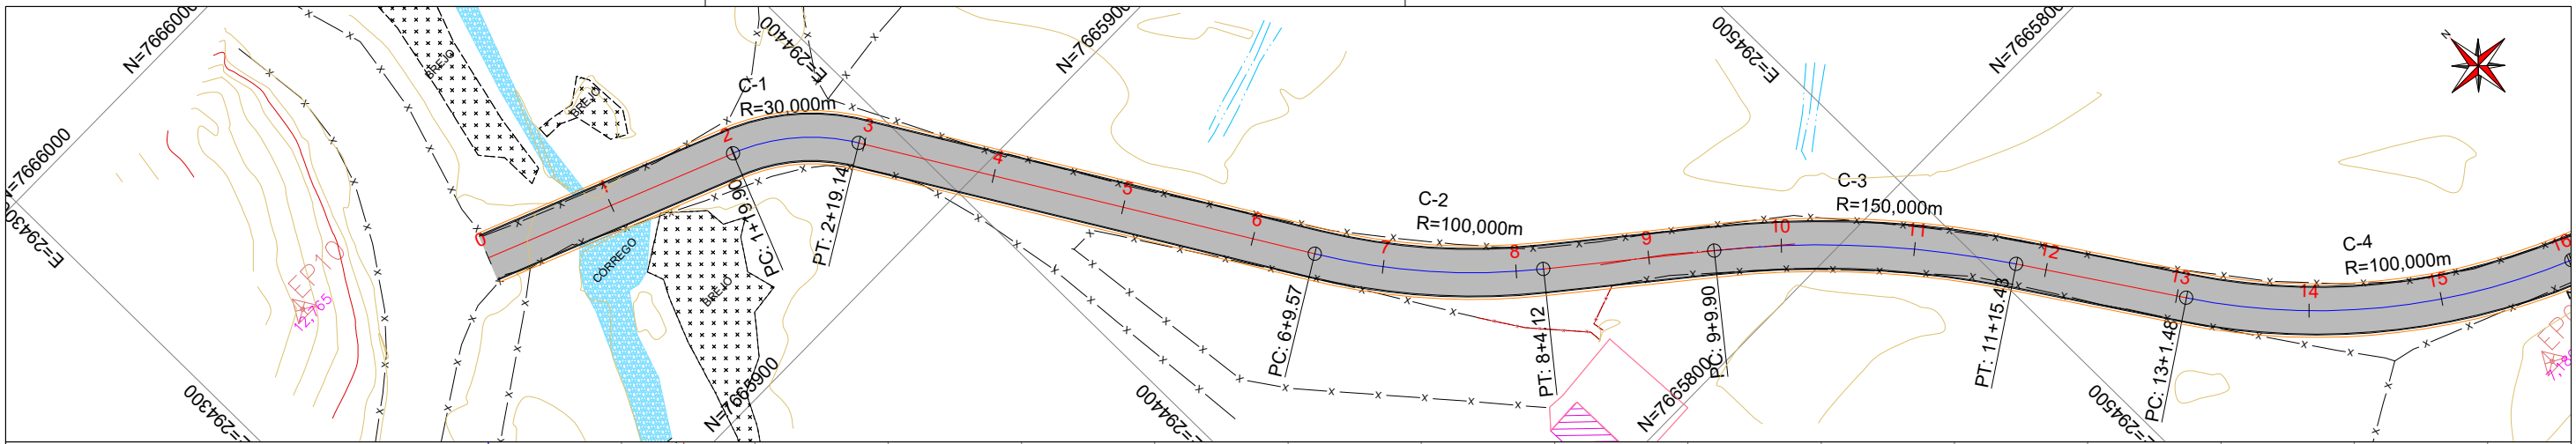 N=7666000
E=294400
N=7665900
E=294500
N=7665800
N
BREJO
BREJO
C-1
R=30,000m
2
3
N=7666000
E=294300
1
4
5
0
PC: 1+19.90
PT: 2+19.14
C-2
R=100,000m
6
7
8
9
C-3
R=150,000m
10
11
12
C-4
R=100,000m
13
14
15
16
EP10
12,765
CÓRREGO
BREJO
PC: 6+9.57
PT: 8+4.12
PC: 9+9.90
PT: 11+15.43
PC: 13+1.48
E=294300
N=7665900
E=294400
N=7665800
E=294500